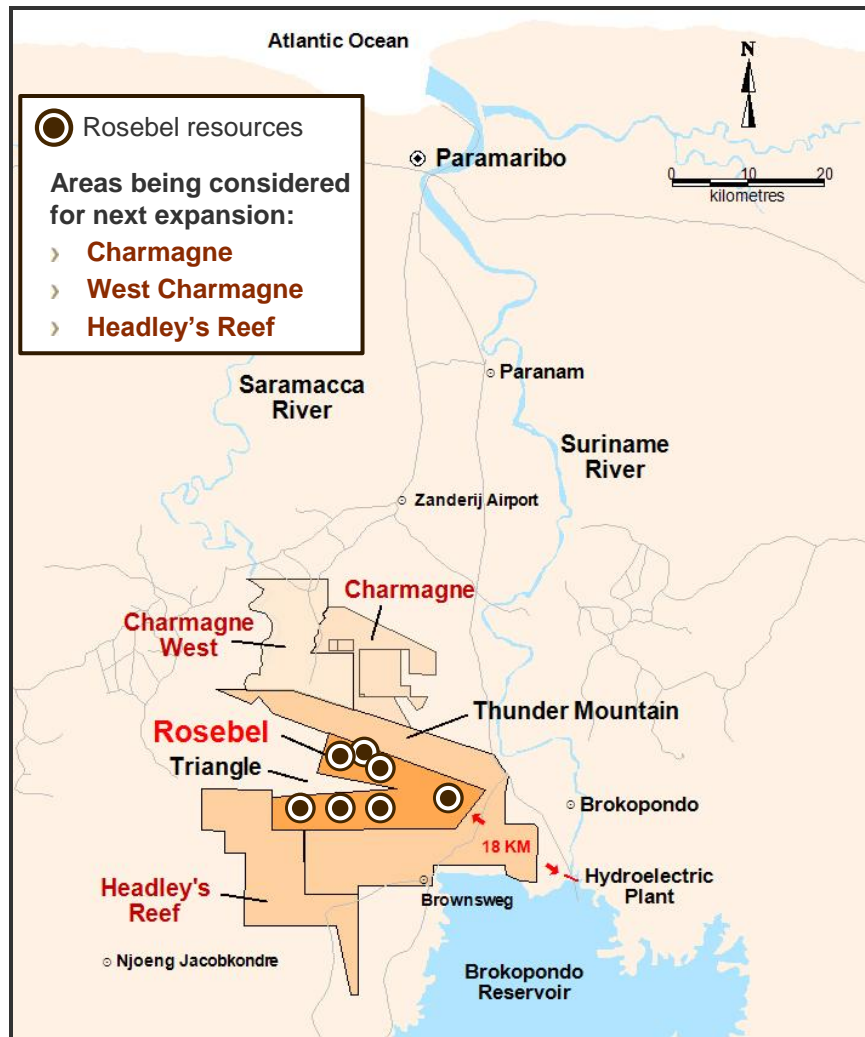 Atlantic Ocean
N
Rosebel resources
Areas being considered
for next expansion:
› Charmagne
› West Charmagne
› Headley’s Reef
Paramaribo
0 10 20
kilometres
Paranam
Saramacca
River
Suriname
River
Zanderij Airport
Charmagne
Charmagne
West
Thunder Mountain
Rosebel
Triangle
Brokopondo
18 KM
Hydroelectric
Plant
Headley's
Reef
Brownsweg
Njoeng Jacobkondre
Brokopondo
Reservoir